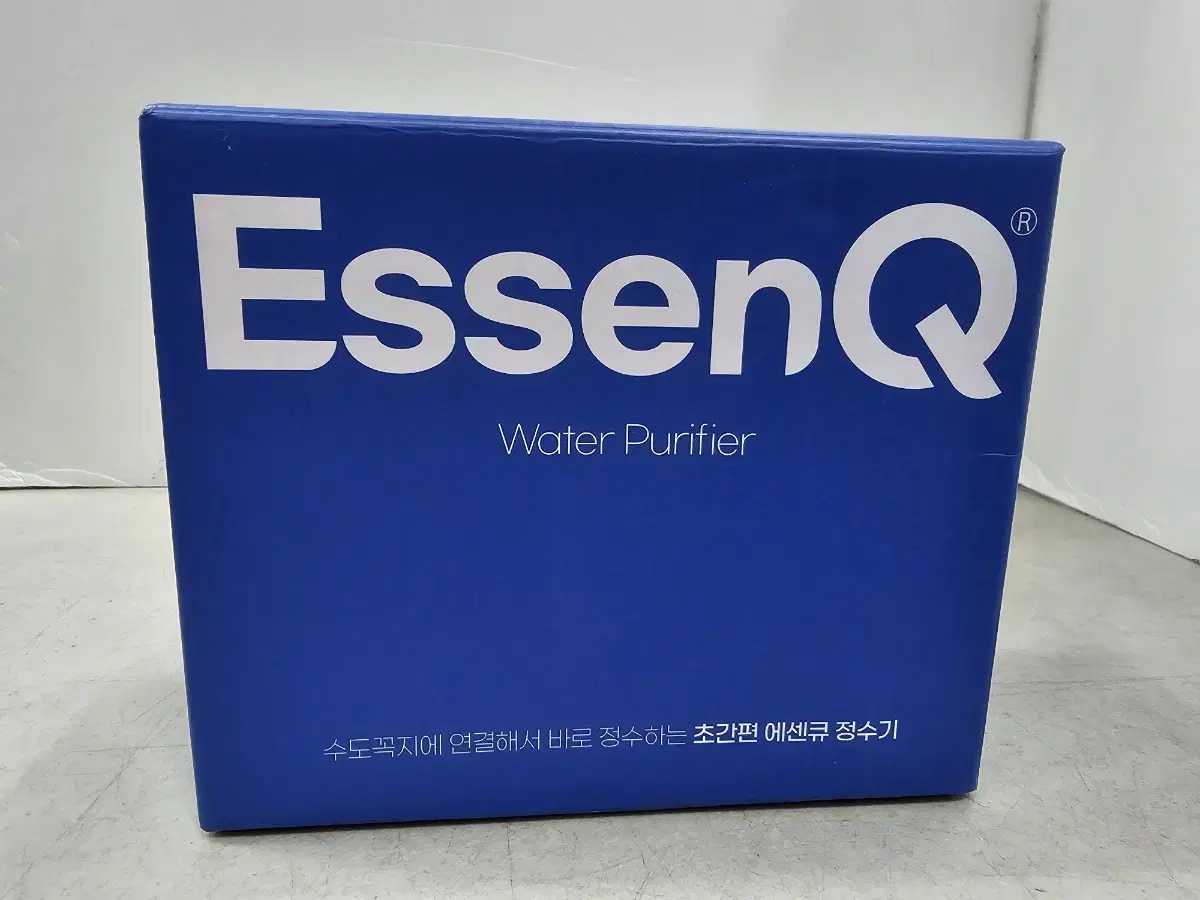 EssenQ®
Water Purifier
수도꼭지에 연결해서 바로 정수하는 초간편 에센큐 정수기